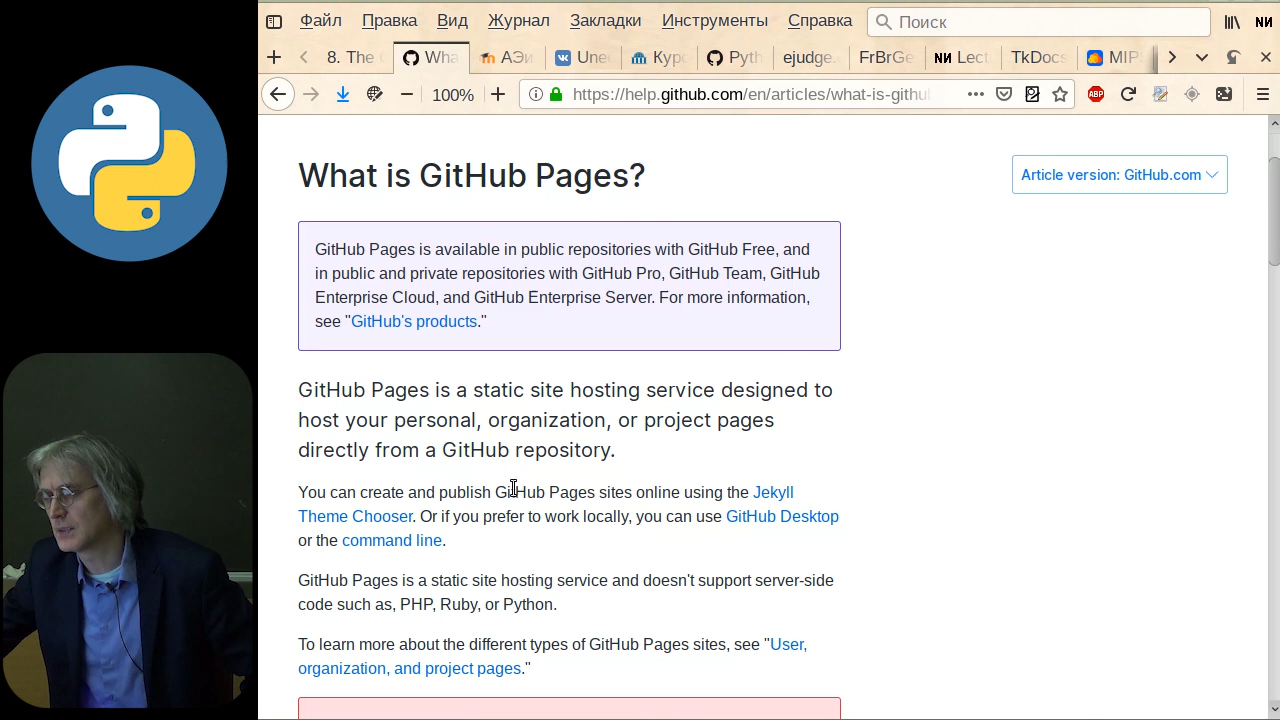 Файл Правка Вид Журнал Закладки Инструменты Справка Поиск
8. The Wha АЭи Unec Курс Pyth ejudge. FrBrGe Lect TkDocs MIP.
100% https://help.github.com/en/articles/what-is-githu ABP
What is GitHub Pages?
Article version: GitHub.com
GitHub Pages is available in public repositories with GitHub Free, and
in public and private repositories with GitHub Pro, GitHub Team, GitHub
Enterprise Cloud, and GitHub Enterprise Server. For more information,
see "GitHub's products."
GitHub Pages is a static site hosting service designed to
host your personal, organization, or project pages
directly from a GitHub repository.
You can create and publish GitHub Pages sites online using the Jekyll
Theme Chooser. Or if you prefer to work locally, you can use GitHub Desktop
or the command line.
GitHub Pages is a static site hosting service and doesn't support server-side
code such as, PHP, Ruby, or Python.
To learn more about the different types of GitHub Pages sites, see "User,
organization, and project pages."